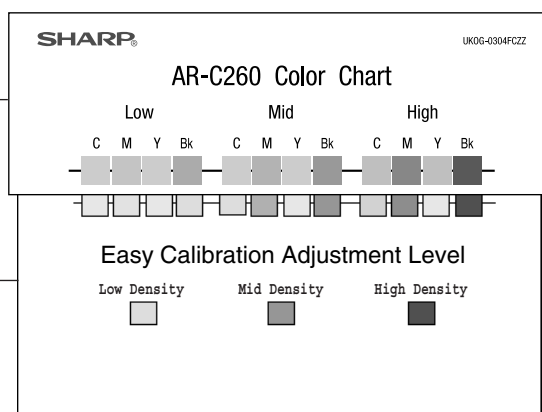 SHARP®
UKOG-0304FCZZ
AR-C260 Color Chart
Low Mid High
C M Y Bk C M Y Bk C M Y Bk
Easy Calibration Adjustment Level
Low Density Mid Density High Density